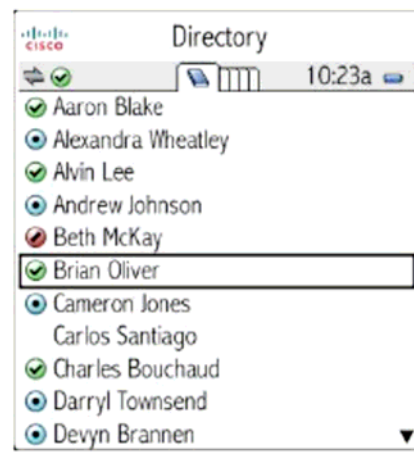 CISCO
Directory
10:23a
Aaron Blake
Alexandra Wheatley
Alvin Lee
Andrew Johnson
Beth McKay
Brian Oliver
Cameron Jones
Carlos Santiago
Charles Bouchaud
Darryl Townsend
Devyn Brannen